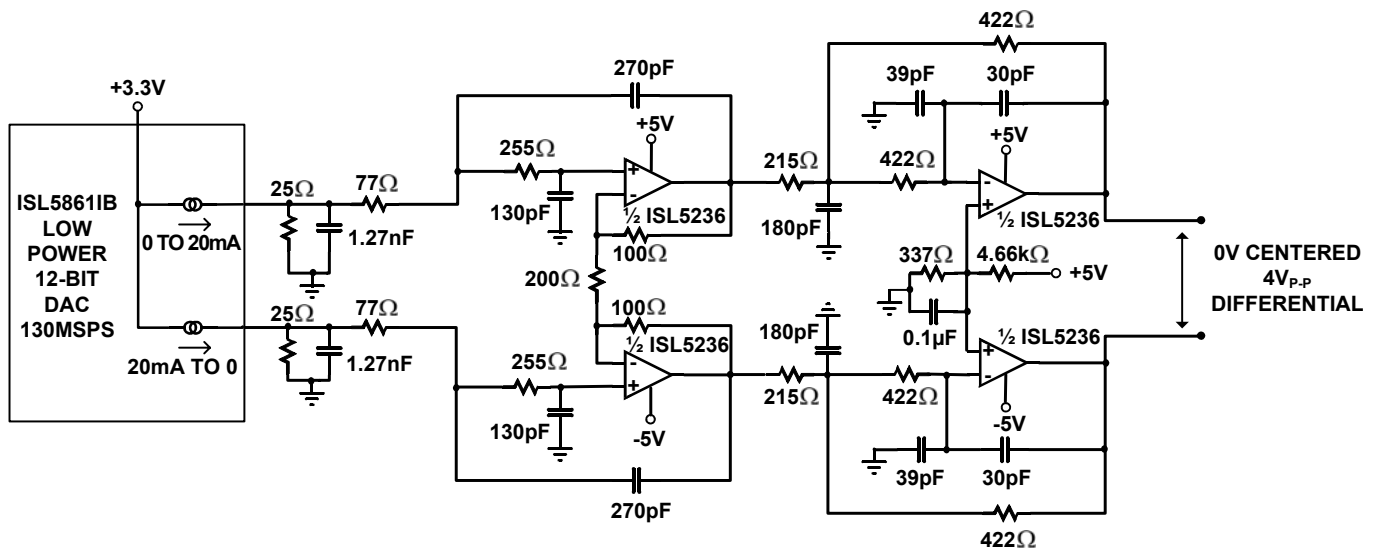 422Ω
39pF
30pF
270pF
+3.3V
+5V
+5V
255Ω
215Ω
422Ω
ISL5861IB
LOW
POWER
12-BIT
DAC
130MSPS
25Ω
77Ω
0 TO 20mA
1.27nF
130pF
½ ISL5236
100Ω
180pF
½ ISL5236
337Ω
4.66kΩ
+5V
0V CENTERED
4VP-P
DIFFERENTIAL
200Ω
0.1µF
25Ω
77Ω
20mA TO 0
1.27nF
100Ω
½ ISL5236
180pF
½ ISL5236
255Ω
130pF
-5V
215Ω
422Ω
-5V
39pF
30pF
270pF
422Ω